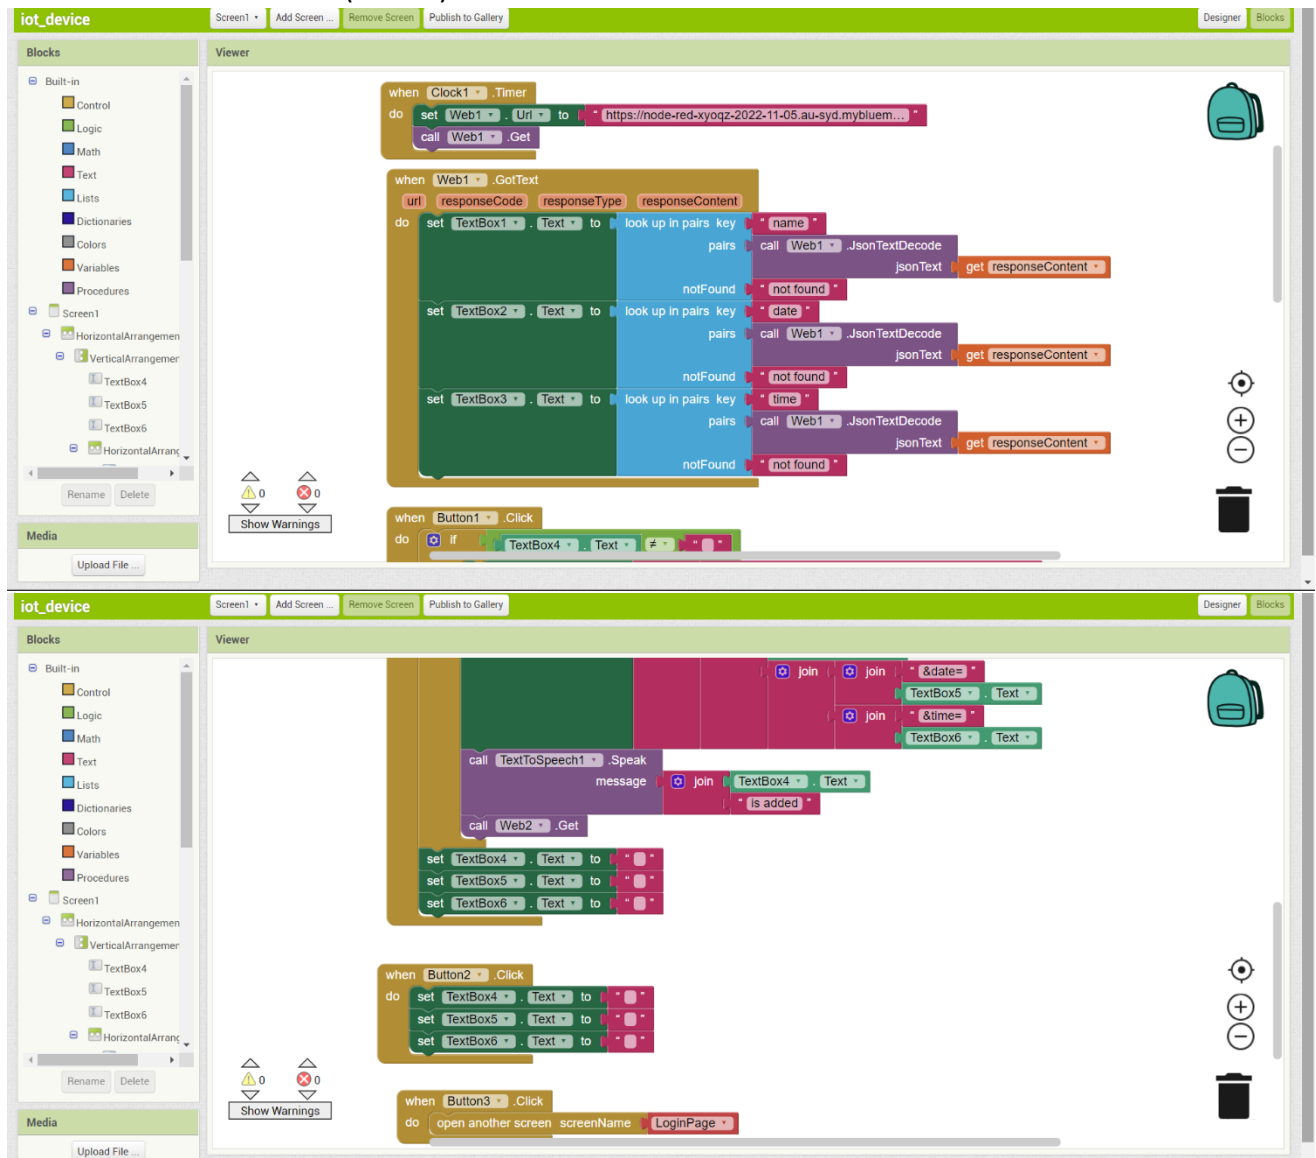 iot_device
Screen1 Add Screen ... Remove Screen Publish to Gallery Designer Blocks
Blocks
Viewer
Built-in
Control
Logic
Math
Text
Lists
Dictionaries
Colors
Variables
Procedures
Screen1
HorizontalArrangemen
VerticalArrangemen
TextBox4
TextBox5
TextBox6
HorizontalArrang
Rename Delete
Media
Upload File ...
when Clock1 .Timer
do set Web1 . Url to " https://node-red-xyoqz-2022-11-05.au-syd.mybluem... "
call Web1 .Get
when Web1 .GotText
url responseCode responseType responseContent
do set TextBox1 . Text to look up in pairs key " name "
pairs call Web1 .JsonTextDecode
jsonText get responseContent
notFound " not found "
set TextBox2 . Text to look up in pairs key " date "
pairs call Web1 .JsonTextDecode
jsonText get responseContent
notFound " not found "
set TextBox3 . Text to look up in pairs key " time "
pairs call Web1 .JsonTextDecode
jsonText get responseContent
notFound " not found "
when Button1 .Click
do if TextBox4 . Text ≠ " "
0 0
Show Warnings
iot_device
Screen1 Add Screen ... Remove Screen Publish to Gallery Designer Blocks
Blocks
Viewer
Built-in
Control
Logic
Math
Text
Lists
Dictionaries
Colors
Variables
Procedures
Screen1
HorizontalArrangemen
VerticalArrangemen
TextBox4
TextBox5
TextBox6
HorizontalArrang
Rename Delete
Media
Upload File ...
join join " &date= "
TextBox5 . Text
join " &time= "
TextBox6 . Text
call TextToSpeech1 .Speak
message join TextBox4 . Text
" is added "
call Web2 .Get
set TextBox4 . Text to " "
set TextBox5 . Text to " "
set TextBox6 . Text to " "
when Button2 .Click
do set TextBox4 . Text to " "
set TextBox5 . Text to " "
set TextBox6 . Text to " "
when Button3 .Click
do open another screen screenName LoginPage
0 0
Show Warnings